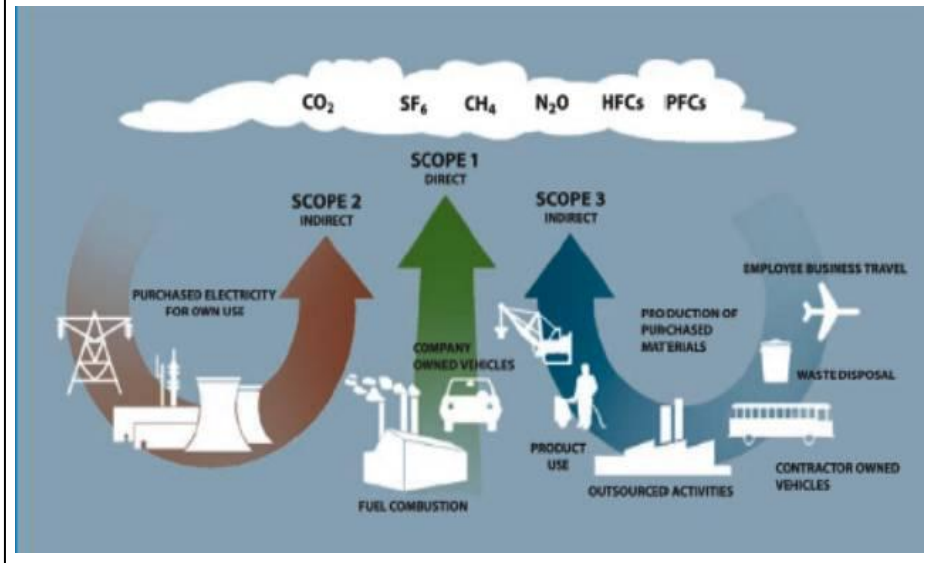 CO₂ SF₆ CH₄ N₂O HFCs PFCs
SCOPE 1
DIRECT
SCOPE 2
INDIRECT
SCOPE 3
INDIRECT
PURCHASED ELECTRICITY
FOR OWN USE
COMPANY
OWNED VEHICLES
FUEL COMBUSTION
EMPLOYEE BUSINESS TRAVEL
PRODUCTION OF
PURCHASED
MATERIALS
WASTE DISPOSAL
PRODUCT
USE
OUTSOURCED ACTIVITIES
CONTRACTOR OWNED
VEHICLES